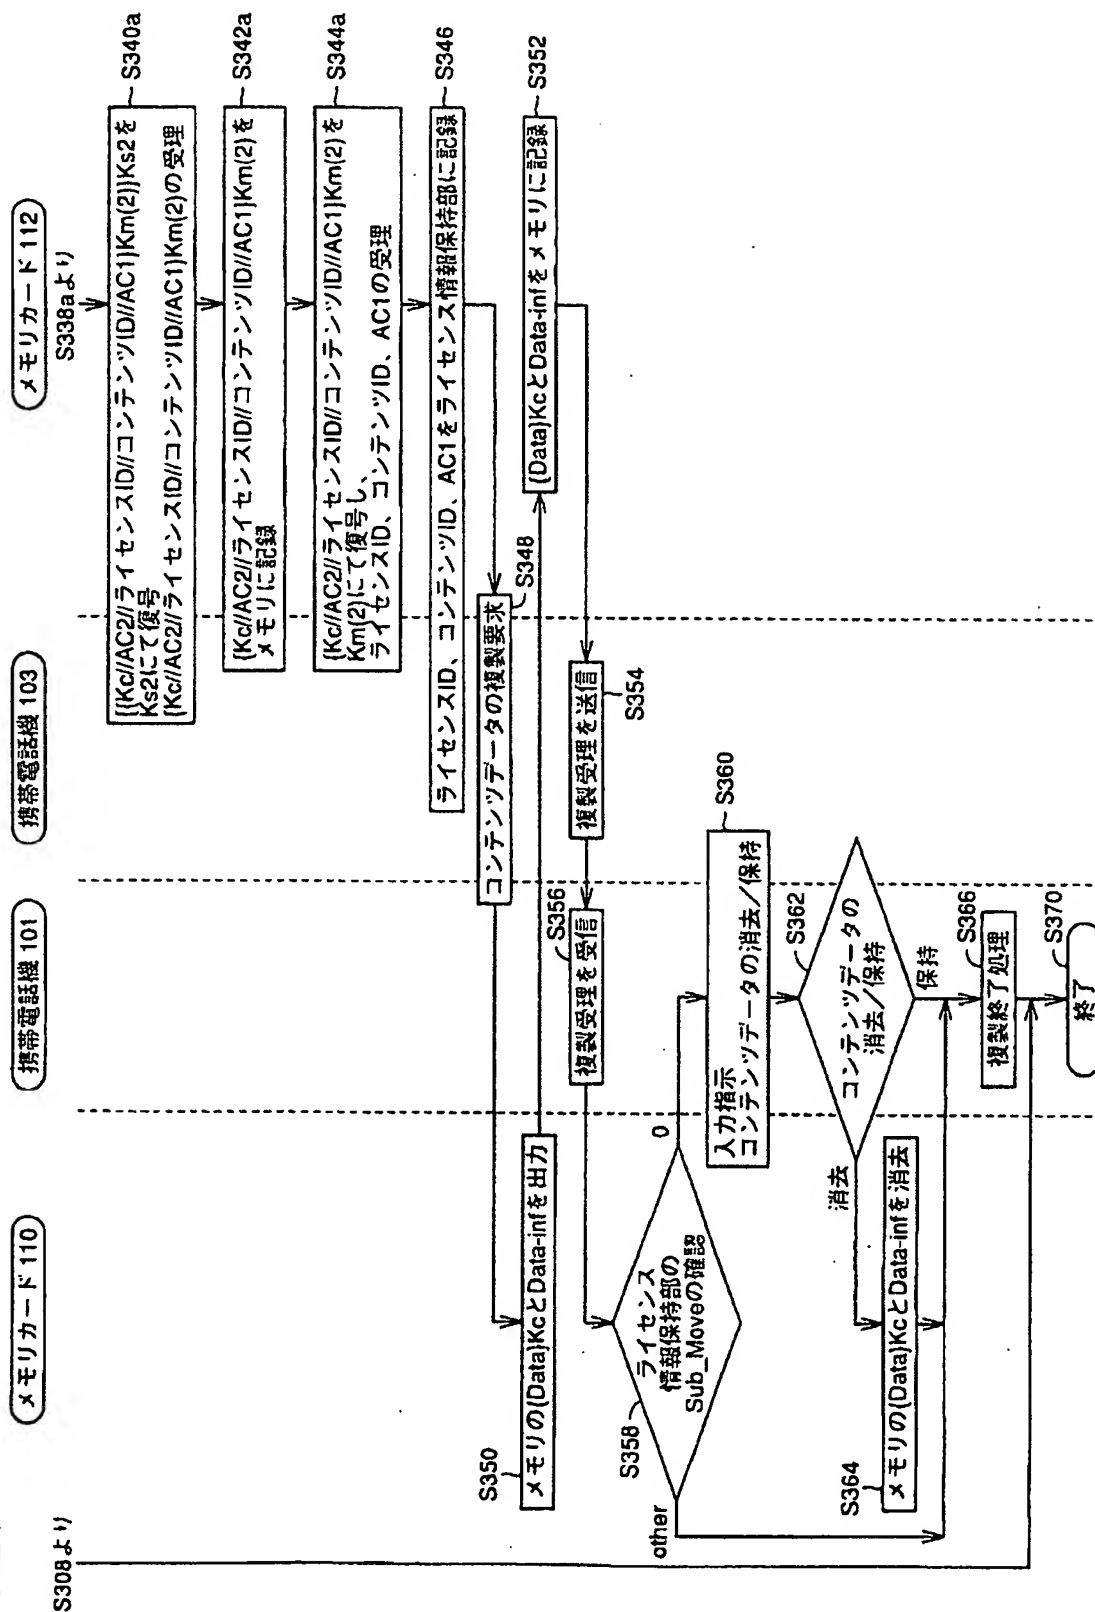 メモリカード 110
携帯電話機 101
携帯電話機 103
メモリカード 112
S308より
S338aより
{{Kc//AC2//ライセンスID//コンテンツID//AC1}Km(2)}Ks2を
Ks2にて復号
{Kc//AC2//ライセンスID//コンテンツID//AC1}Km(2)の受理
S340a
{Kc//AC2//ライセンスID//コンテンツID//AC1}Km(2)を
メモリに記録
S342a
{Kc//AC2//ライセンスID//コンテンツID//AC1}Km(2)を
Km(2)にて復号し、
ライセンスID、コンテンツID、AC1の受理
S344a
ライセンスID、コンテンツID、AC1をライセンス情報保持部に記録
S346
コンテンツデータの複製要求
S348
S350
メモリの{Data}KcとData-infを出力
{Data}KcとData-infをメモリに記録
S352
複製受理を送信
S354
複製受理を受信
S356
S358
ライセンス
情報保持部の
Sub_Moveの確認
0
other
入力指示
コンテンツデータの消去/保持
S360
S362
コンテンツデータの
消去/保持
消去
保持
S364
メモリの{Data}KcとData-infを消去
複製終了処理
S366
S370
終了